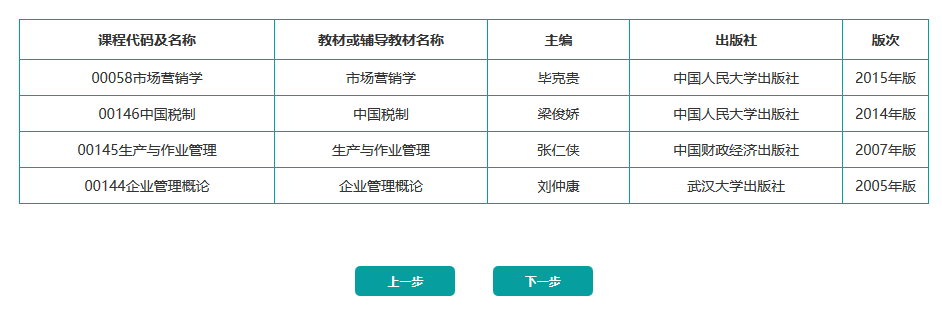 课程代码及名称 教材或辅导教材名称 主编 出版社 版次
00058市场营销学 市场营销学 毕克贵 中国人民大学出版社 2015年版
00146中国税制 中国税制 梁俊娇 中国人民大学出版社 2014年版
00145生产与作业管理 生产与作业管理 张仁侠 中国财政经济出版社 2007年版
00144企业管理概论 企业管理概论 刘仲康 武汉大学出版社 2005年版
上一步 下一步